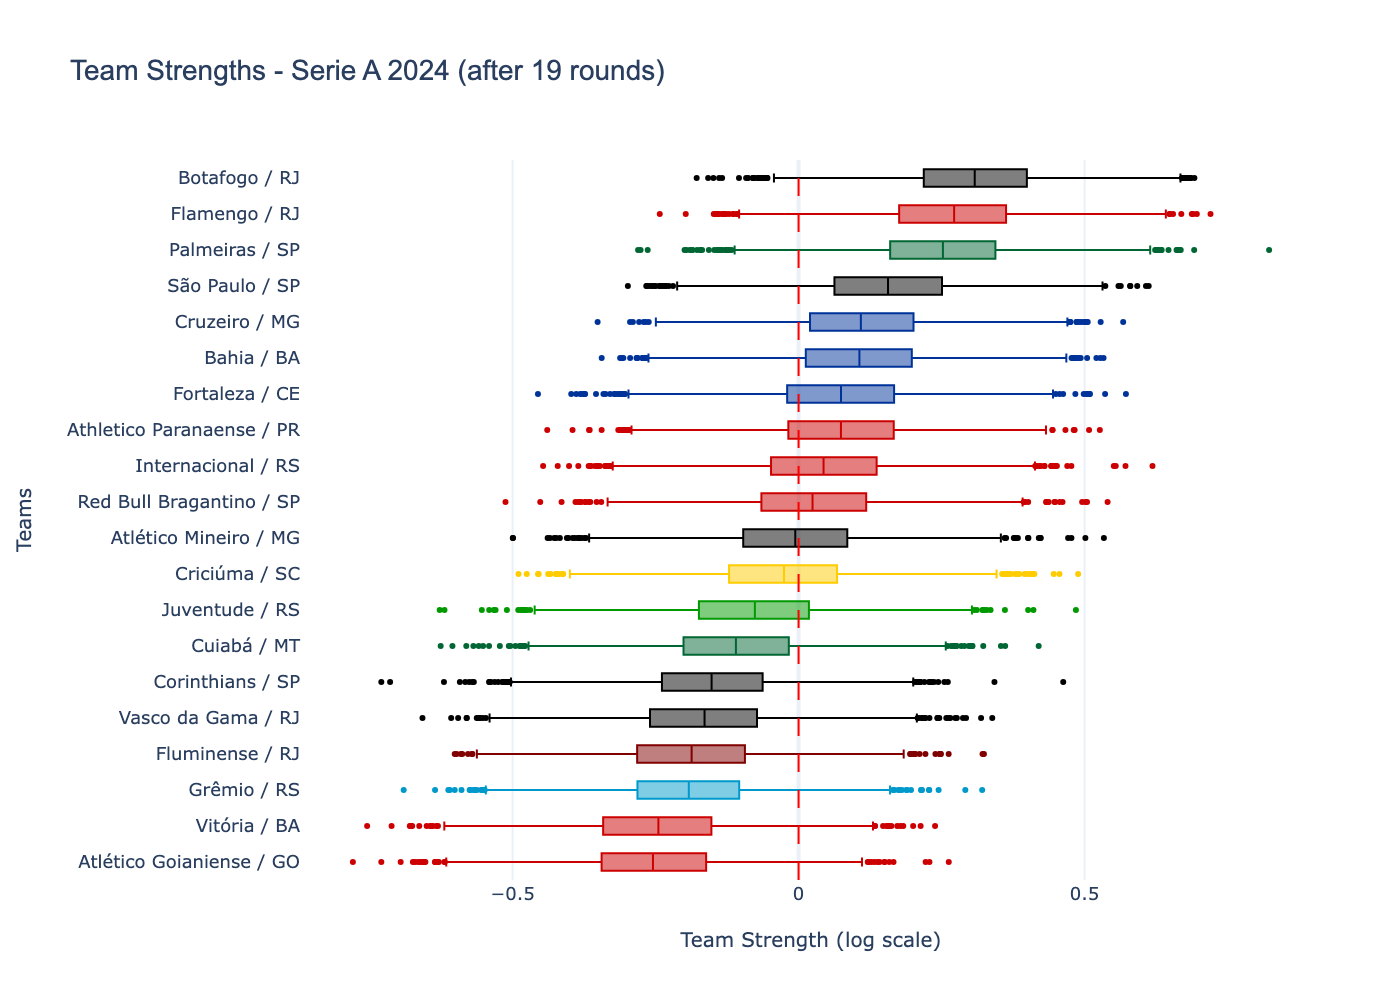 Team Strengths - Serie A 2024 (after 19 rounds)
Botafogo / RJ
Flamengo / RJ
Palmeiras / SP
São Paulo / SP
Cruzeiro / MG
Bahia / BA
Fortaleza / CE
Athletico Paranaense / PR
Internacional / RS
Red Bull Bragantino / SP
Atlético Mineiro / MG
Criciúma / SC
Juventude / RS
Cuiabá / MT
Corinthians / SP
Vasco da Gama / RJ
Fluminense / RJ
Grêmio / RS
Vitória / BA
Atlético Goianiense / GO
Teams
−0.5 0 0.5
Team Strength (log scale)